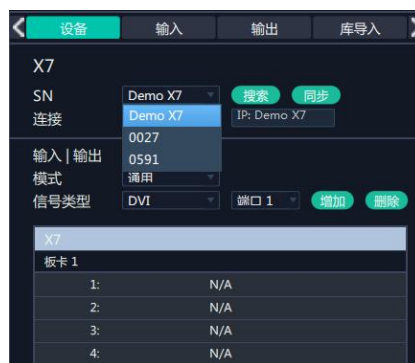 设备 输入 输出 库导入
X7
SN Demo X7 搜索 同步
连接 Demo X7 IP: Demo X7
0027
输入 | 输出 0591
模式 通用
信号类型 DVI 端口 1 增加 删除
X7
板卡 1
1: N/A
2: N/A
3: N/A
4: N/A